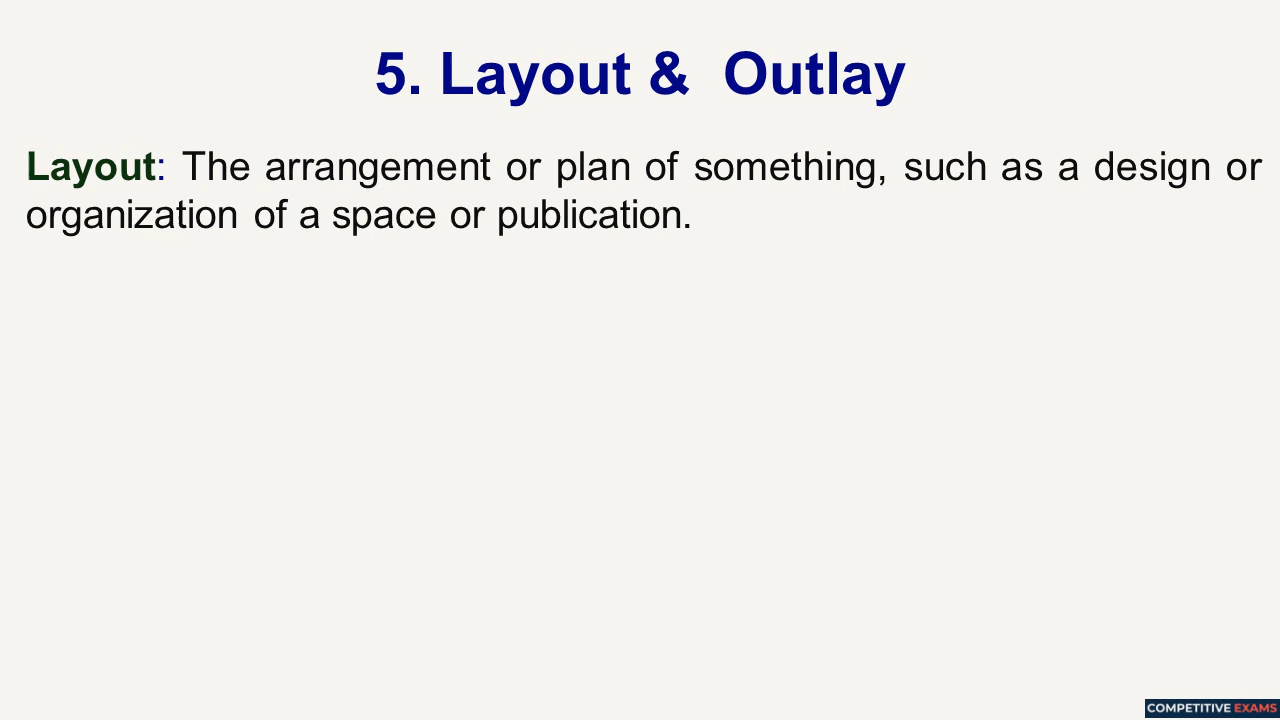 5. Layout & Outlay
Layout: The arrangement or plan of something, such as a design or
organization of a space or publication.
COMPETITIVE EXAMS